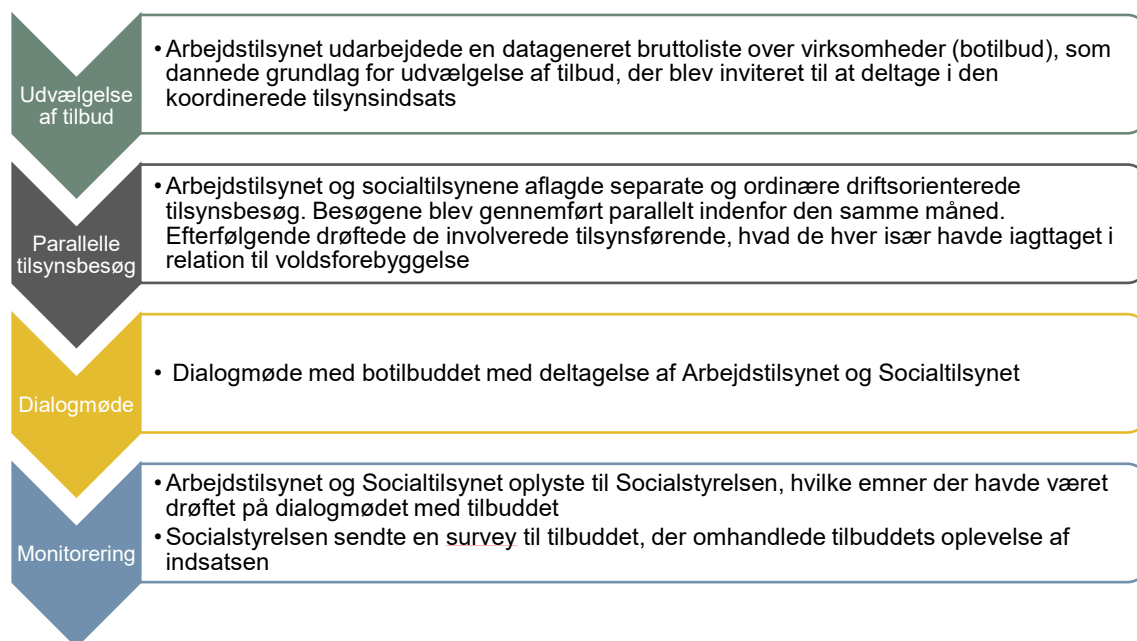 Udvælgelse
af tilbud
• Arbejdstilsynet udarbejdede en datageneret bruttoliste over virksomheder (botilbud), som
dannede grundlag for udvælgelse af tilbud, der blev inviteret til at deltage i den
koordinerede tilsynsindsats
Parallelle
tilsynsbesøg
• Arbejdstilsynet og socialtilsynene aflagde separate og ordinære driftsorienterede
tilsynsbesøg. Besøgene blev gennemført parallelt indenfor den samme måned.
Efterfølgende drøftede de involverede tilsynsførende, hvad de hver især havde iagttaget i
relation til voldsforebyggelse
Dialogmøde
• Dialogmøde med botilbuddet med deltagelse af Arbejdstilsynet og Socialtilsynet
Monitorering
• Arbejdstilsynet og Socialtilsynet oplyste til Socialstyrelsen, hvilke emner der havde været
drøftet på dialogmødet med tilbuddet
• Socialstyrelsen sendte en survey til tilbuddet, der omhandlede tilbuddets oplevelse af
indsatsen